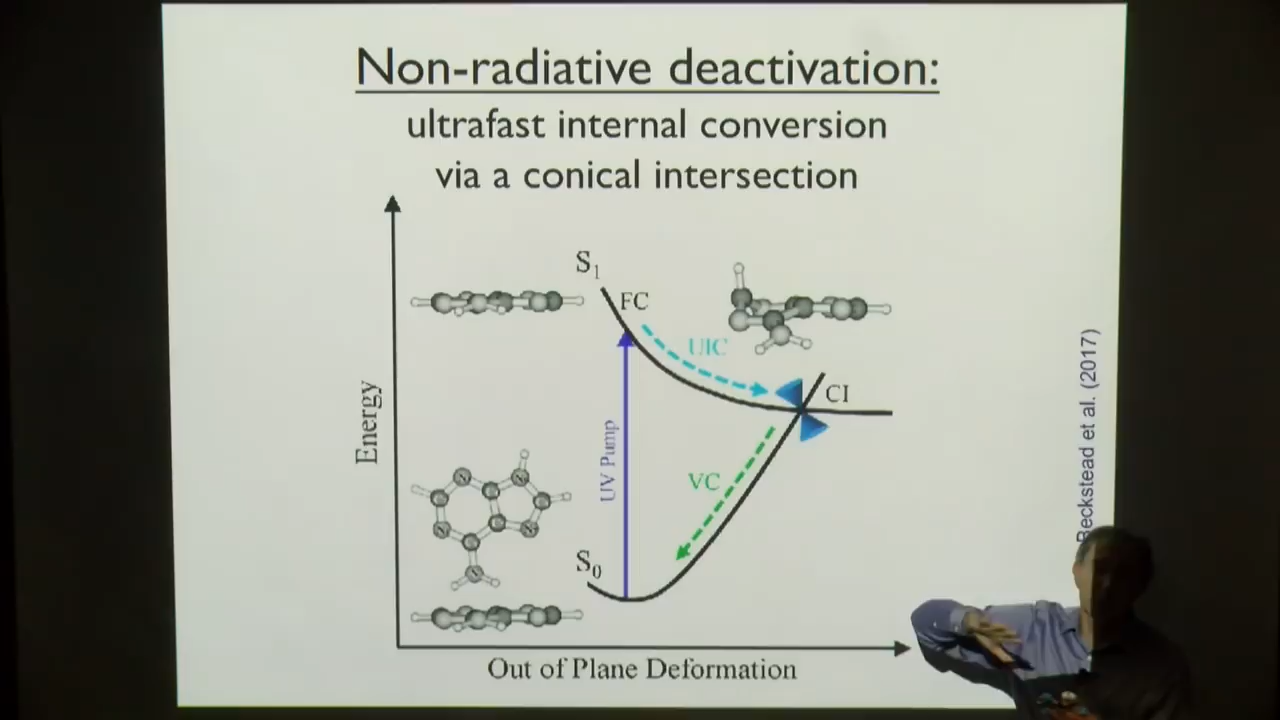 Non-radiative deactivation:
ultrafast internal conversion
via a conical intersection
S1
FC
UIC
CI
Energy
UV Pump
VC
S0
Out of Plane Deformation
Beckstead et al. (2017)